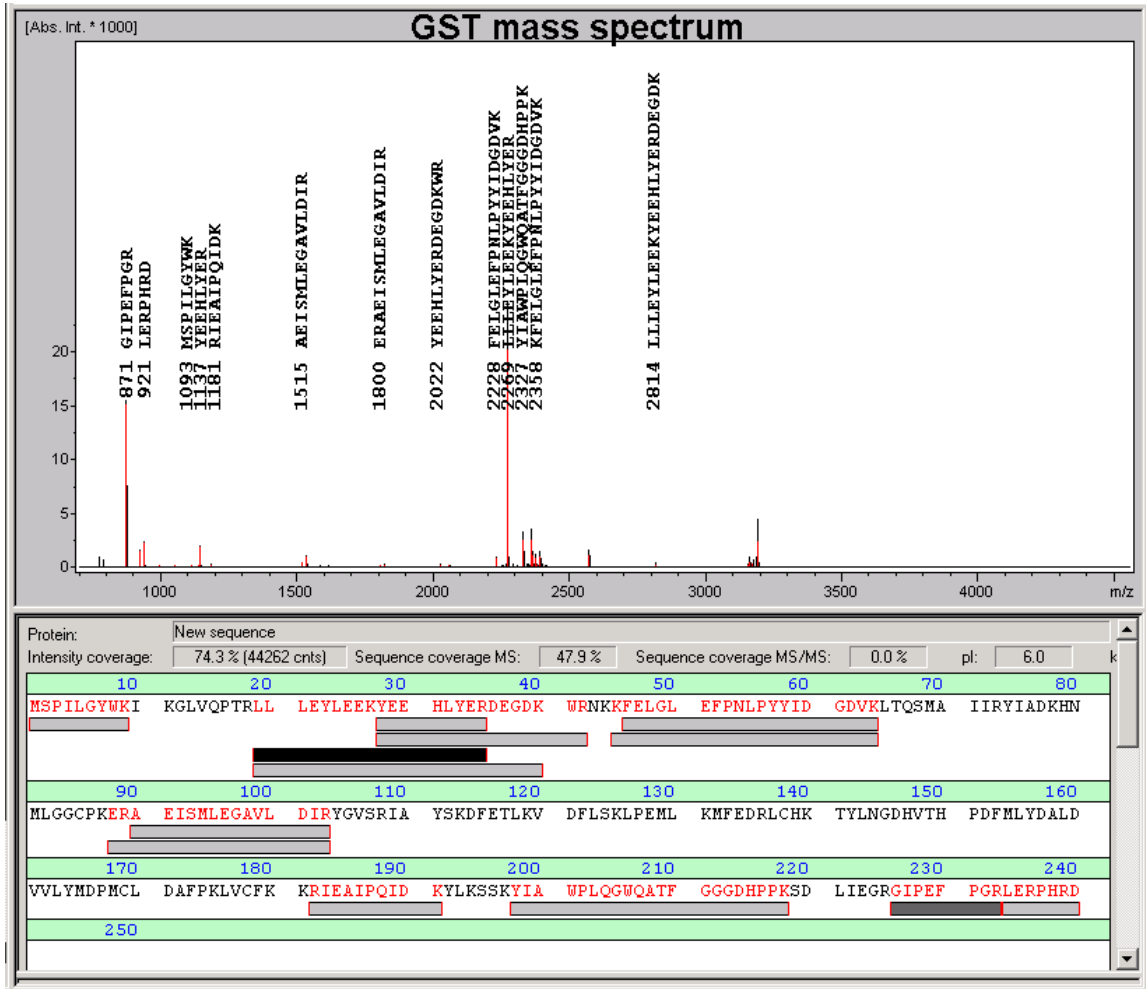 [Abs. Int. * 1000]
GST mass spectrum
20
15
10
5
0
871 GIPEFPGR
921 LERPHRD
1093 MSPILGYWK
1137 YEEHLYER
1181 RIEAIPQIDK
1515 AEISMLEGAVLDIR
1800 ERAEISMLEGAVLDIR
2022 YEEHLYERDEGDKWR
2228 FELGLEFPNLPYYIDGDVK
2269 LLLEYLEEKYEEHLYER
2327 YIAWPLQGWQATFGGGDHPPK
2358 KFELGLEFPNLPYYIDGDVK
2814 LLLEYLEEKYEEHLYERDEGDK
1000 1500 2000 2500 3000 3500 4000 m/z
Protein: New sequence
Intensity coverage: 74.3 % (44262 cnts) Sequence coverage MS: 47.9 % Sequence coverage MS/MS: 0.0 % pI: 6.0 k
10 20 30 40 50 60 70 80
MSPILGYWKI KGLVQPTRLL LEYLEEKYEE HLYERDEGDK WRNKKFELGL EFPNLPYYID GDVKLTQSMA IIRYIADKHN
90 100 110 120 130 140 150 160
MLGGCPKERA EISMLEGAVL DIRYGVSRIA YSKDFETLKV DFLSKLPEML KMFEDRLCHK TYLNGDHVTH PDFMLYDALD
170 180 190 200 210 220 230 240
VVLYMDPMCL DAFPKLVCFK KRIEAIPQID KYLKSSKYIA WPLQGWQATF GGGDHPPKSD LIEGRGIPEF PGRLERPHRD
250